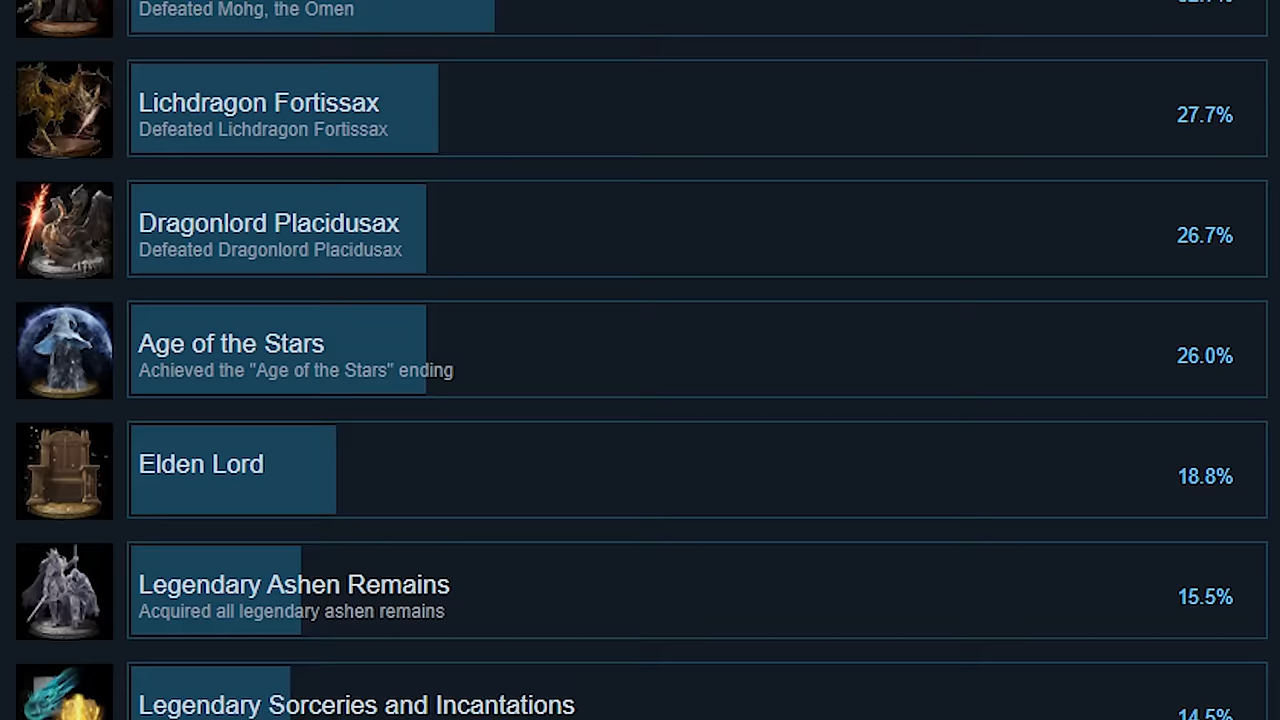 Defeated Mohg, the Omen
Lichdragon Fortissax
Defeated Lichdragon Fortissax
27.7%
Dragonlord Placidusax
Defeated Dragonlord Placidusax
26.7%
Age of the Stars
Achieved the "Age of the Stars" ending
26.0%
Elden Lord
18.8%
Legendary Ashen Remains
Acquired all legendary ashen remains
15.5%
Legendary Sorceries and Incantations
14.5%